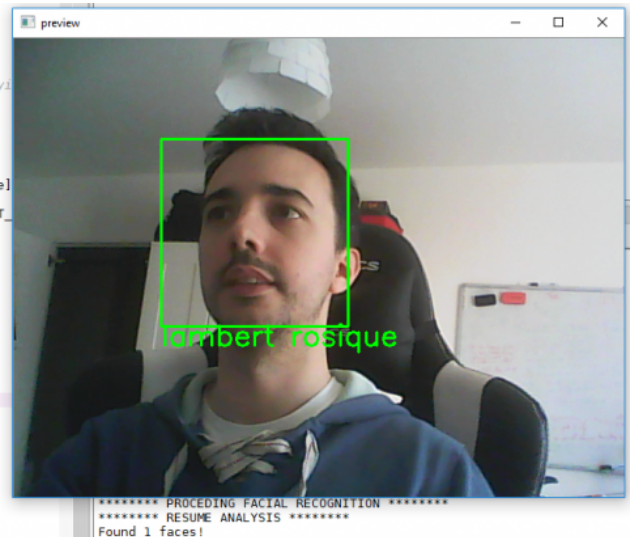 preview
lambert rosique
******** PROCEDING FACIAL RECOGNITION ********
******** RESUME ANALYSIS ********
Found 1 faces!